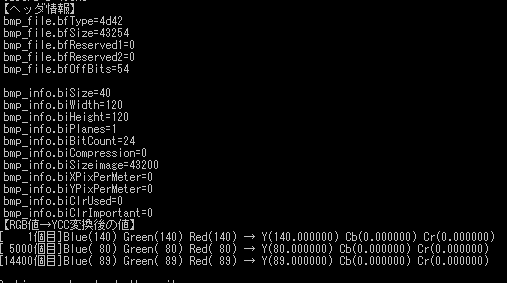 【ヘッダ情報】
bmp_file.bfType=4d42
bmp_file.bfSize=43254
bmp_file.bfReserved1=0
bmp_file.bfReserved2=0
bmp_file.bfOffBits=54
bmp_info.biSize=40
bmp_info.biWidth=120
bmp_info.biHeight=120
bmp_info.biPlanes=1
bmp_info.biBitCount=24
bmp_info.biCompression=0
bmp_info.biSizeimage=43200
bmp_info.biXPixPerMeter=0
bmp_info.biYPixPerMeter=0
bmp_info.biClrUsed=0
bmp_info.biClrImportant=0
【RGB値→YCC変換後の値】
[    1個目]Blue(140) Green(140) Red(140) → Y(140.000000) Cb(0.000000) Cr(0.000000)
[ 5000個目]Blue( 80) Green( 80) Red( 80) → Y(80.000000) Cb(0.000000) Cr(0.000000)
[14400個目]Blue( 89) Green( 89) Red( 89) → Y(89.000000) Cb(0.000000) Cr(0.000000)